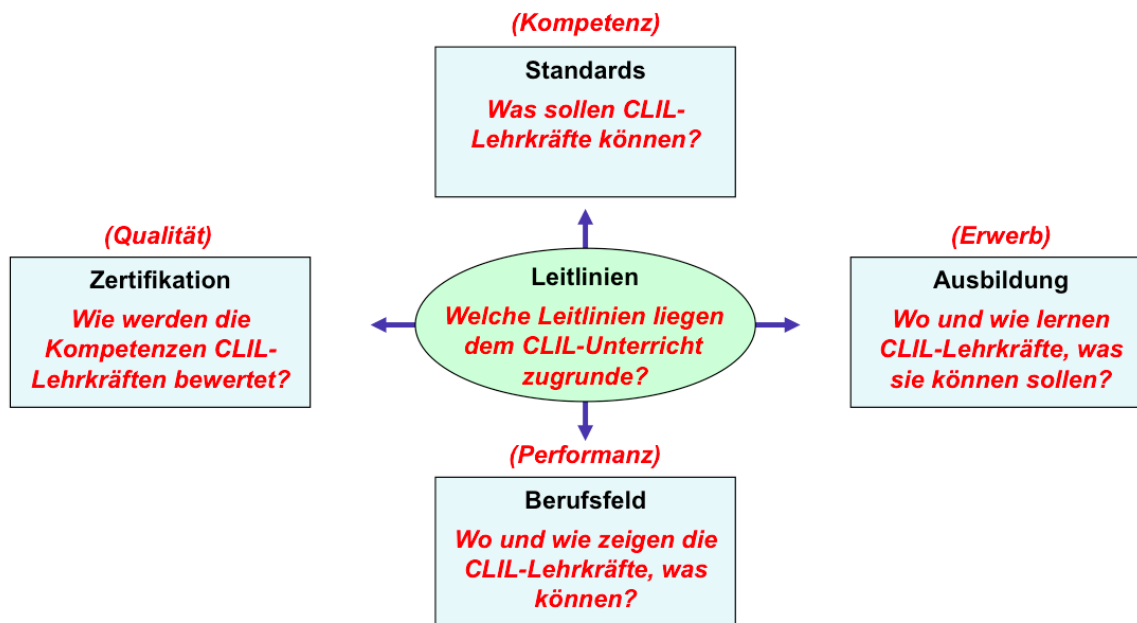 (Kompetenz)
Standards
Was sollen CLIL-
Lehrkräfte können?
(Qualität)
Zertifikation
Wie werden die
Kompetenzen CLIL-
Lehrkräften bewertet?
Leitlinien
Welche Leitlinien liegen
dem CLIL-Unterricht
zugrunde?
(Erwerb)
Ausbildung
Wo und wie lernen
CLIL-Lehrkräfte, was
sie können sollen?
(Performanz)
Berufsfeld
Wo und wie zeigen die
CLIL-Lehrkräfte, was
können?